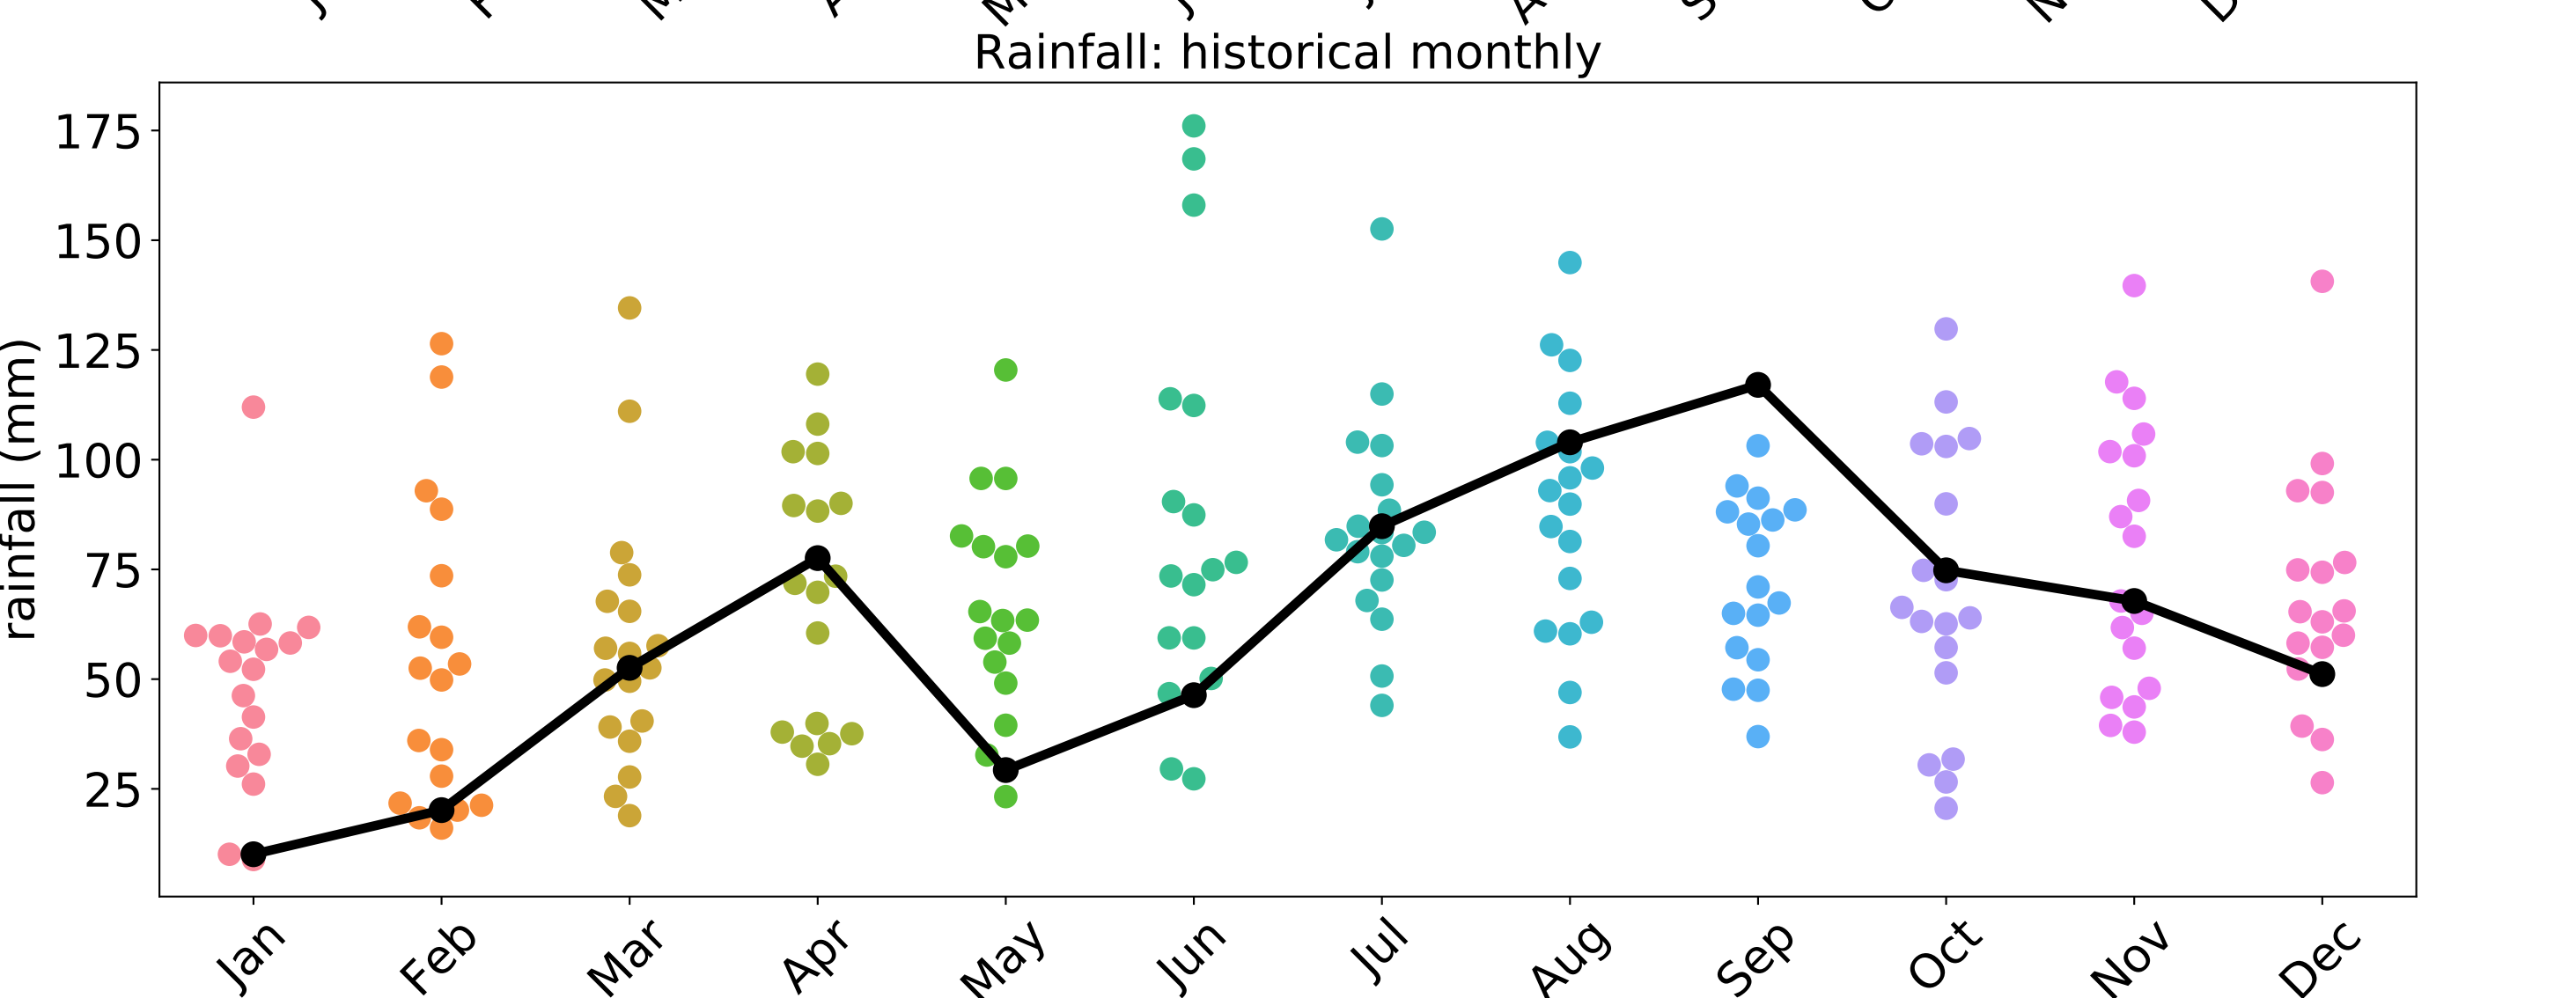 Rainfall: historical monthly
rainfall (mm)
175
150
125
100
75
50
25
Jan
Feb
Mar
Apr
May
Jun
Jul
Aug
Sep
Oct
Nov
Dec